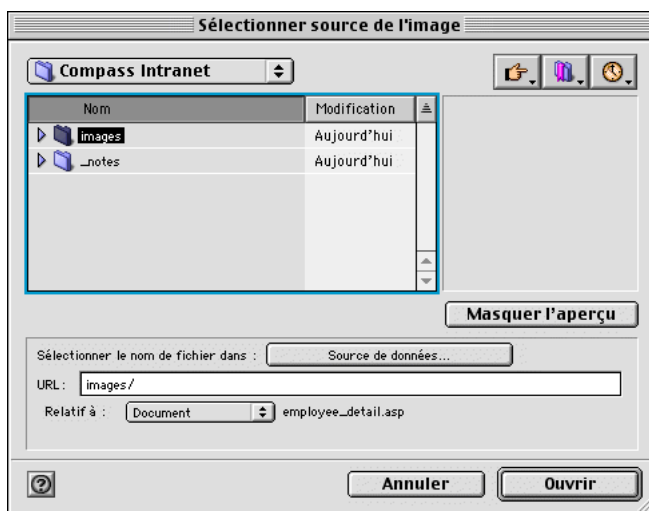 Sélectionner source de l'image
Compass Intranet
Nom Modification
images Aujourd'hui
_notes Aujourd'hui
Masquer l'aperçu
Sélectionner le nom de fichier dans : Source de données...
URL : images/
Relatif à : Document employee_detail.asp
? Annuler Ouvrir